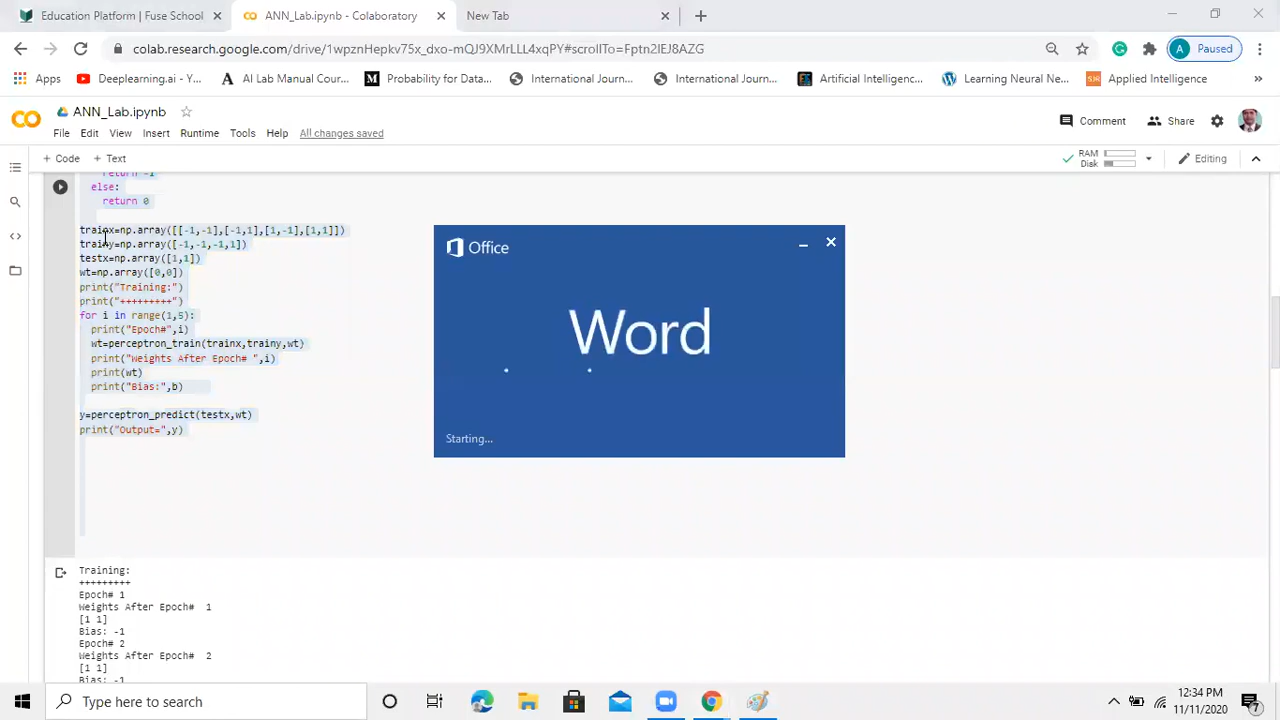 Education Platform | Fuse School
ANN_Lab.ipynb - Colaboratory
New Tab
colab.research.google.com/drive/1wpznHepkv75x_dxo-mQJ9XMrLLL4xqPY#scrollTo=Fptn2lEJ8AZG
A Paused
Apps
Deeplearning.ai - Y...
AI Lab Manual Cour...
Probability for Data...
International Journ...
International Journ...
Artificial Intelligenc...
Learning Neural Ne...
Applied Intelligence
ANN_Lab.ipynb
Comment
Share
File Edit View Insert Runtime Tools Help All changes saved
+ Code + Text
RAM
Disk
Editing
return -1
else:
return 0
trainx=np.array([[-1,-1],[-1,1],[1,-1],[1,1]])
trainy=np.array([-1,-1,-1,1])
testx=np.array([1,1])
wt=np.array([0,0])
print("Training:")
print("+++++++++")
for i in range(1,5):
print("Epoch#",i)
wt=perceptron_train(trainx,trainy,wt)
print("Weights After Epoch# ",i)
print(wt)
print("Bias:",b)
y=perceptron_predict(testx,wt)
print("Output=",y)
Office
Word
Starting...
Training:
+++++++++
Epoch# 1
Weights After Epoch#  1
[1 1]
Bias: -1
Epoch# 2
Weights After Epoch#  2
[1 1]
Bias: -1
Type here to search
12:34 PM
11/11/2020
7